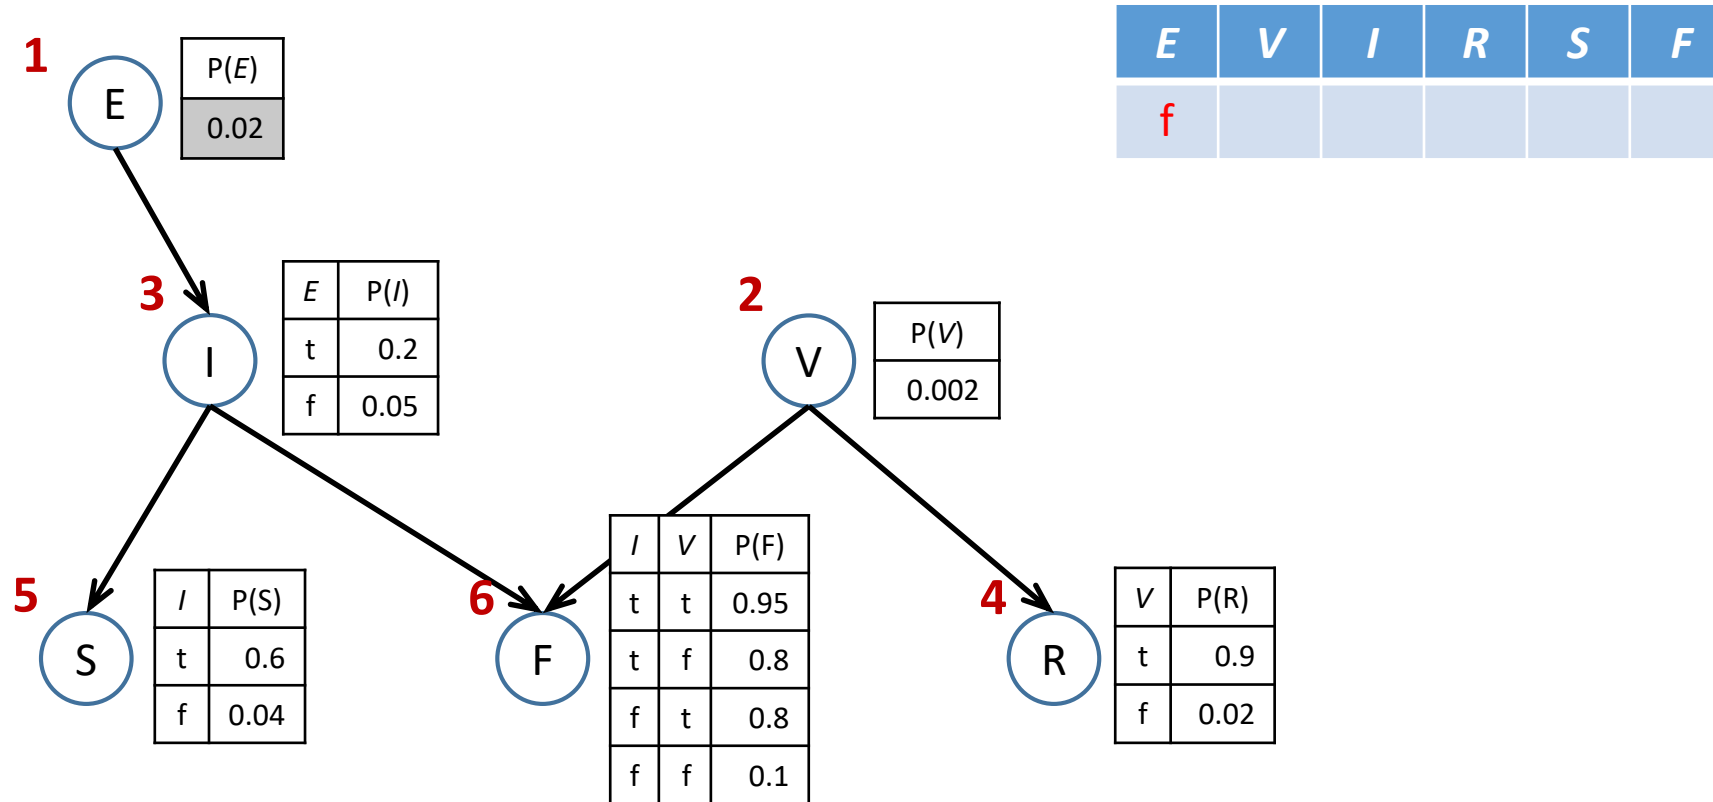 1
E
P(E)
0.02
E V I R S F
f
3
I
E P(I)
t 0.2
f 0.05
2
V
P(V)
0.002
5
S
I P(S)
t 0.6
f 0.04
6
F
I V P(F)
t t 0.95
t f 0.8
f t 0.8
f f 0.1
4
R
V P(R)
t 0.9
f 0.02